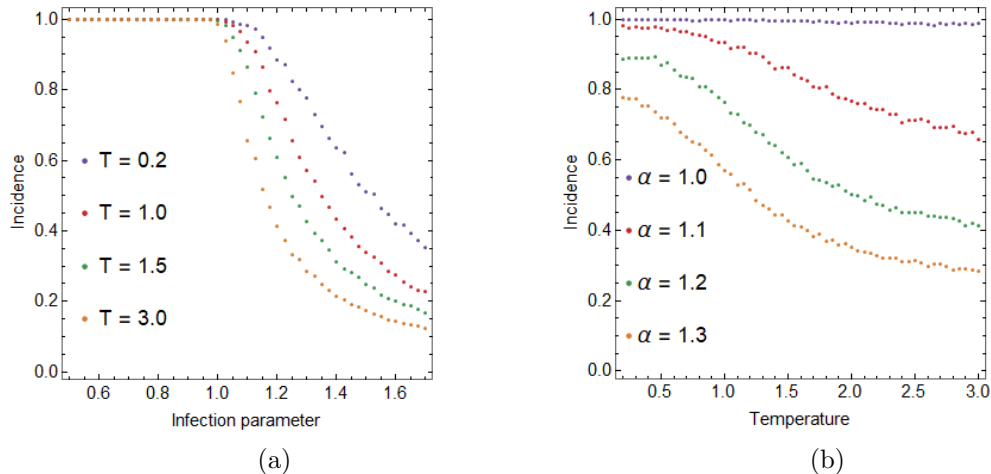 1.0
0.8
0.6
0.4
0.2
0.0
Incidence
T = 0.2
T = 1.0
T = 1.5
T = 3.0
0.6 0.8 1.0 1.2 1.4 1.6
Infection parameter
(a)
1.0
0.8
0.6
0.4
0.2
0.0
Incidence
α = 1.0
α = 1.1
α = 1.2
α = 1.3
0.5 1.0 1.5 2.0 2.5 3.0
Temperature
(b)